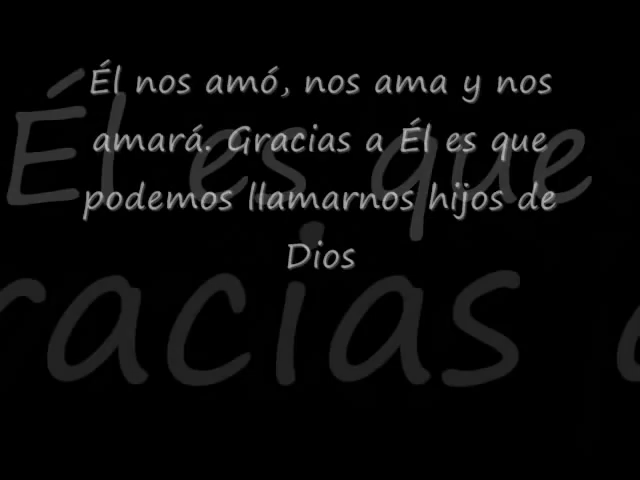 Él nos amó, nos ama y nos
amará. Gracias a Él es que
podemos llamarnos hijos de
Dios
Él es que
racias a